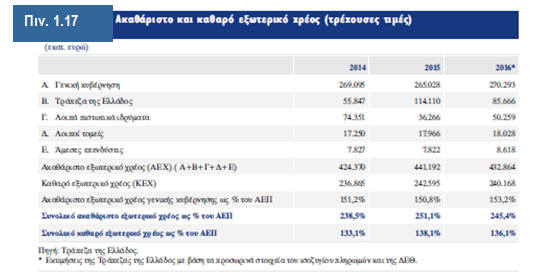 Πιν. 1.17 Ακαθάριστο και καθαρό εξωτερικό χρέος (τρέχουσες τιμές)
(εκατ. ευρώ)
2014 2015 2016*
Α. Γενική κυβέρνηση 269.095 265.028 270.293
Β. Τράπεζα της Ελλάδος 55.847 114.110 85.666
Γ. Λοιπά πιστωτικά ιδρύματα 74.351 36.266 50.259
Δ. Λοιποί τομείς 17.250 17.966 18.028
Ε. Άμεσες επενδύσεις 7.827 7.822 8.618
Ακαθάριστο εξωτερικό χρέος (ΑΕΧ) ( Α+Β+Γ+Δ+Ε) 424.370 441.192 432.864
Καθαρό εξωτερικό χρέος (ΚΕΧ) 236.865 242.595 240.168
Ακαθάριστο εξωτερικό χρέος γενικής κυβέρνησης ως % του ΑΕΠ 151,2% 150,8% 153,2%
Συνολικό ακαθάριστο εξωτερικό χρέος ως % του ΑΕΠ 238,5% 251,1% 245,4%
Συνολικό καθαρό εξωτερικό χρέος ως % του ΑΕΠ 133,1% 138,1% 136,1%
Πηγή: Τράπεζα της Ελλάδος.
* Εκτιμήσεις της Τράπεζας της Ελλάδος με βάση τα προσωρινά στοιχεία του ισοζυγίου πληρωμών και της ΔΕΘ.